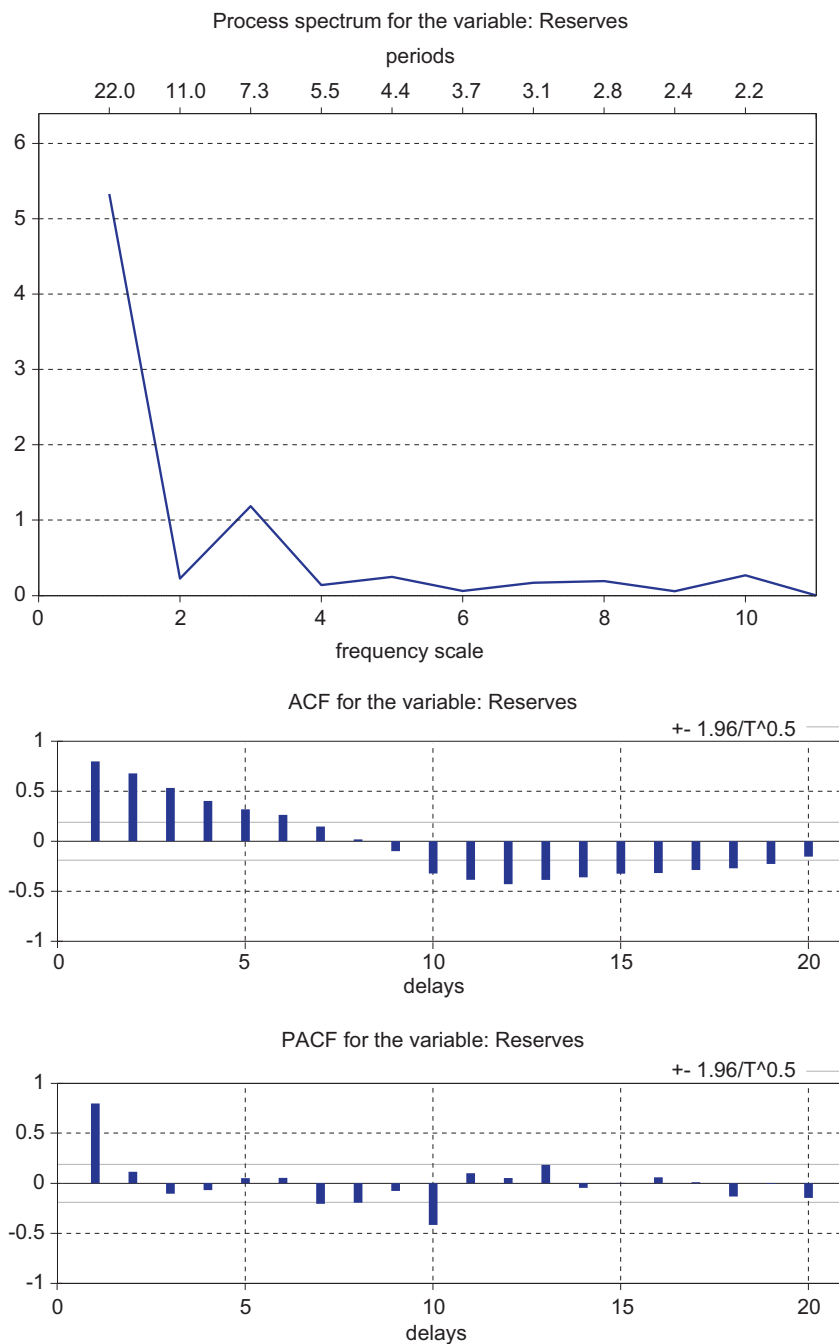 Process spectrum for the variable: Reserves
periods
22.0 11.0 7.3 5.5 4.4 3.7 3.1 2.8 2.4 2.2
6
5
4
3
2
1
0
0 2 4 6 8 10
frequency scale
ACF for the variable: Reserves
+- 1.96/T^0.5
1
0.5
0
-0.5
-1
0 5 10 15 20
delays
PACF for the variable: Reserves
+- 1.96/T^0.5
1
0.5
0
-0.5
-1
0 5 10 15 20
delays